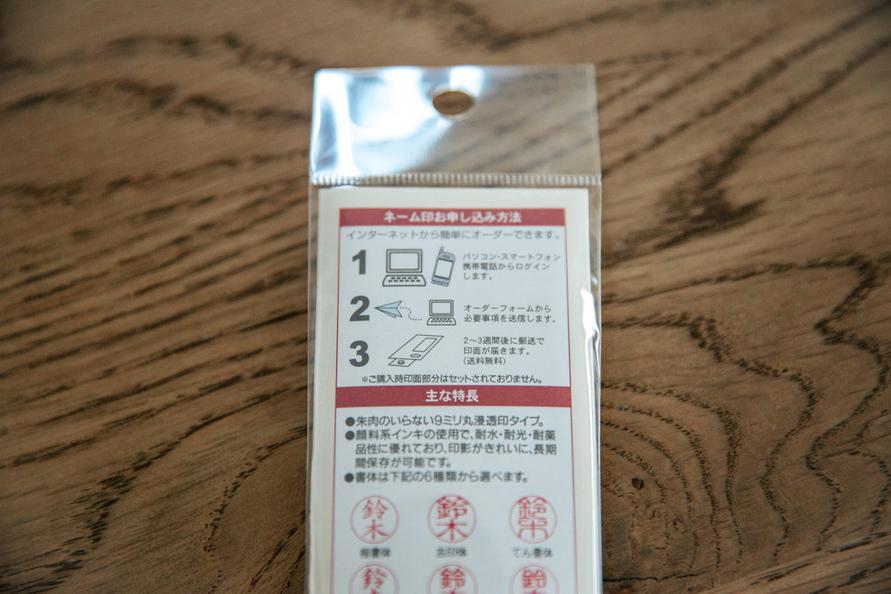 ネーム印お申し込み方法
インターネットから簡単にオーダーできます。
1
パソコン・スマートフォン
携帯電話からログイン
します。
2
オーダーフォームから
必要事項を送信します。
3
2〜3週間後に郵送で
印面が届きます。
(送料無料)
※ご購入時印面部分はセットされておりません。
主な特長
●朱肉のいらない9ミリ丸浸透印タイプ。
●顔料系インキの使用で、耐水・耐光・耐薬
品性に優れており、印影がきれいに、長期
間保存が可能です。
●書体は下記の6種類から選べます。
鈴木 鈴木 鈴木
楷書体 古印体 てん書体
鈴 鈴 鈴